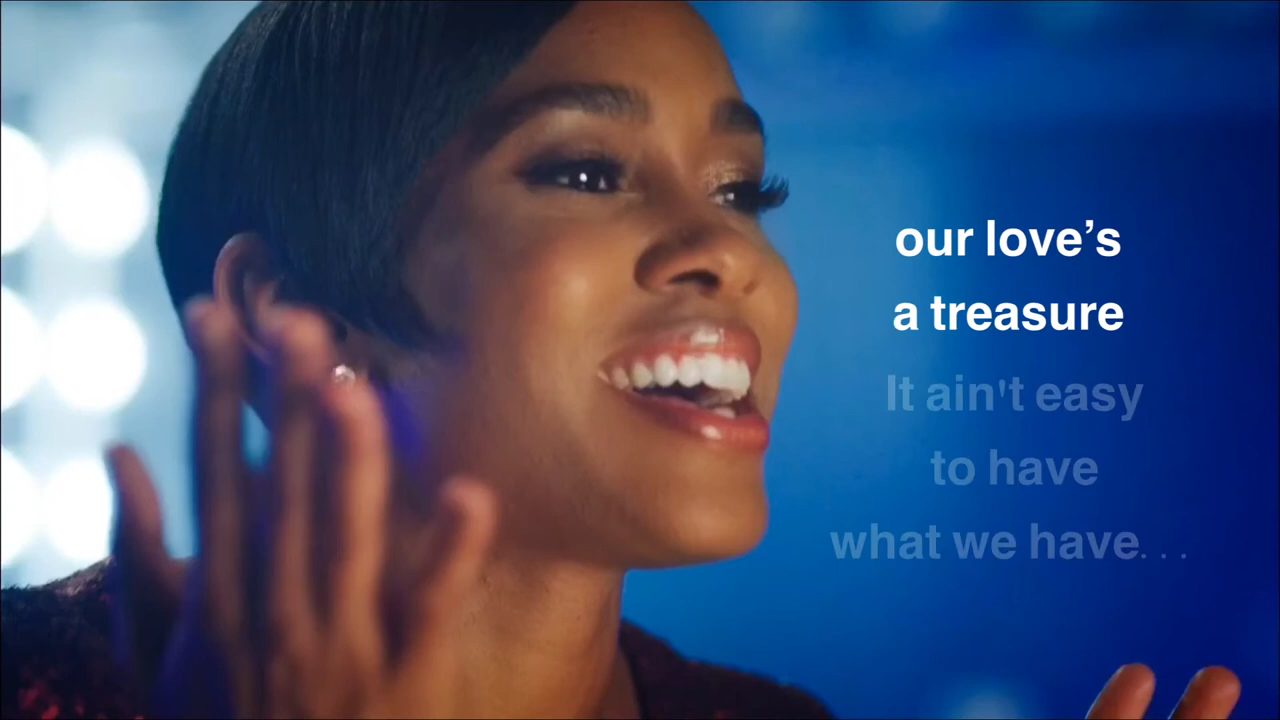 our love’s
a treasure
It ain't easy
to have
what we have. . .